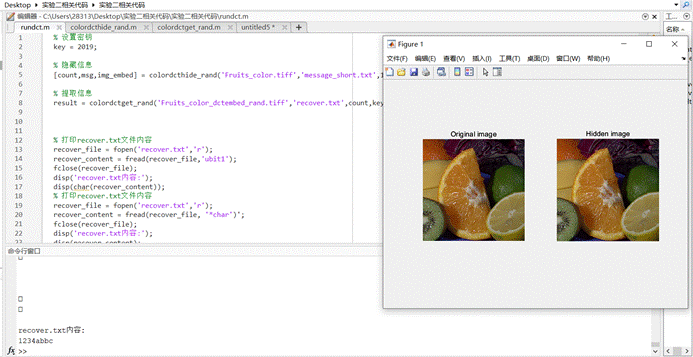 Desktop ▸ 实验二相关代码 ▸ 实验二相关代码
编辑器 - C:\Users\28313\Desktop\实验二相关代码\实验二相关代码\rundct.m
rundct.m × colordcthide_rand.m × colordctget_rand.m × untitled5 * × +
1 % 设置密钥
2 key = 2019;
3
4 % 隐藏信息
5 [count,msg,img_embed] = colordcthide_rand('Fruits_color.tiff','message_short.txt',1
6
7 % 提取信息
8 result = colordctget_rand('Fruits_color_dctembed_rand.tiff','recover.txt',count,key
9
10
11
12 % 打印recover.txt文件内容
13 recover_file = fopen('recover.txt','r');
14 recover_content = fread(recover_file,'ubit1');
15 fclose(recover_file);
16 disp('recover.txt内容:');
17 disp(char(recover_content));
18 % 打印recover.txt文件内容
19 recover_file = fopen('recover.txt','r');
20 recover_content = fread(recover_file, '*char')';
21 fclose(recover_file);
22 disp('recover.txt内容:');
23 disp(recover_content);
命令行窗口
recover.txt内容:
1234abbc
fx >>
Figure 1
文件(F) 编辑(E) 查看(V) 插入(I) 工具(T) 桌面(D) 窗口(W) 帮助(H)
Original image
Hidden image
工...
名称